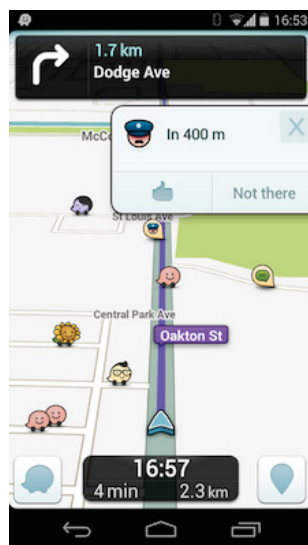 16:53
1.7 km
Dodge Ave
In 400 m
Not there
St Louis Ave
Central Park Ave
Oakton St
16:57
4 min 2.3 km